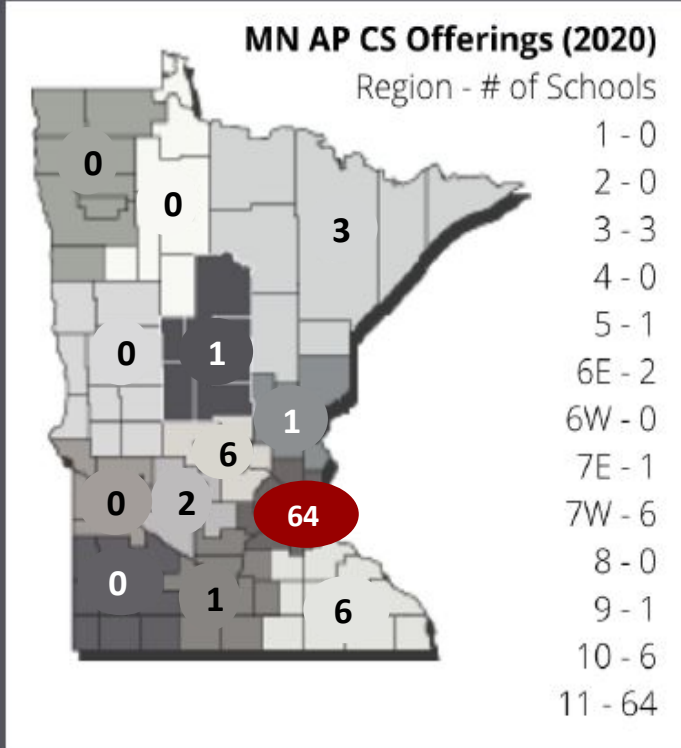 MN AP CS Offerings (2020)
Region - # of Schools
1 - 0
2 - 0
3 - 3
4 - 0
5 - 1
6E - 2
6W - 0
7E - 1
7W - 6
8 - 0
9 - 1
10 - 6
11 - 64
0
0
3
0
1
1
6
0
2
64
0
1
6